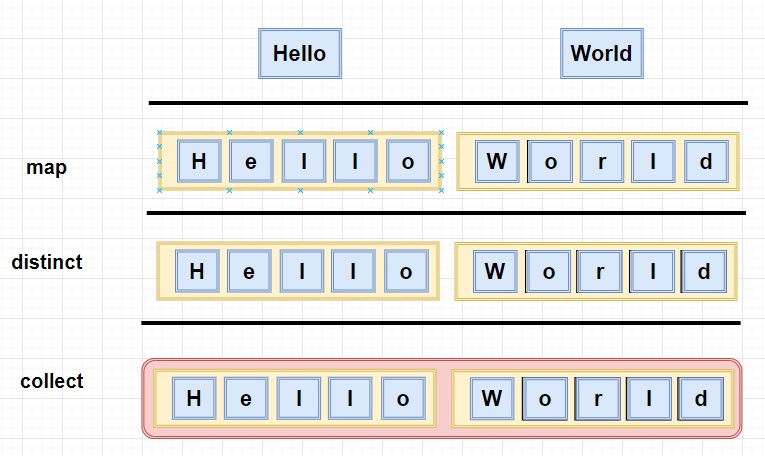 Hello World
map H e l l o W o r l d
distinct H e l l o W o r l d
collect H e l l o W o r l d